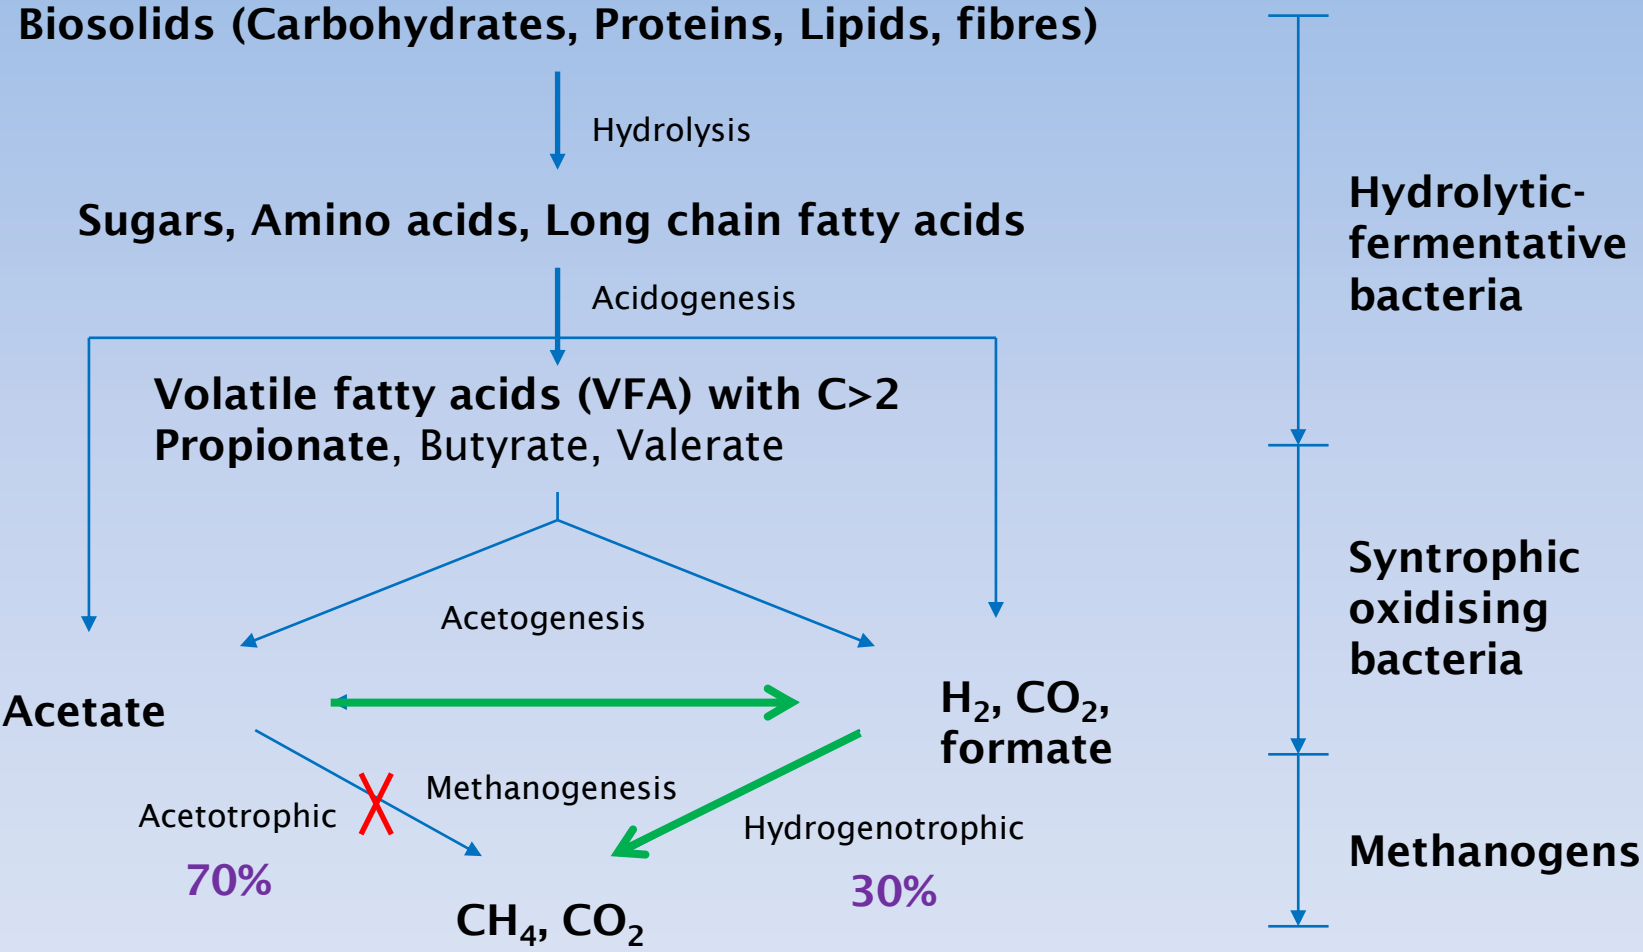 Biosolids (Carbohydrates, Proteins, Lipids, fibres)
Hydrolysis
Sugars, Amino acids, Long chain fatty acids
Acidogenesis
Volatile fatty acids (VFA) with C>2
Propionate, Butyrate, Valerate
Acetogenesis
Acetate
H₂, CO₂,
formate
Methanogenesis
Acetotrophic
70%
Hydrogenotrophic
30%
CH₄, CO₂
Hydrolytic-
fermentative
bacteria
Syntrophic
oxidising
bacteria
Methanogens